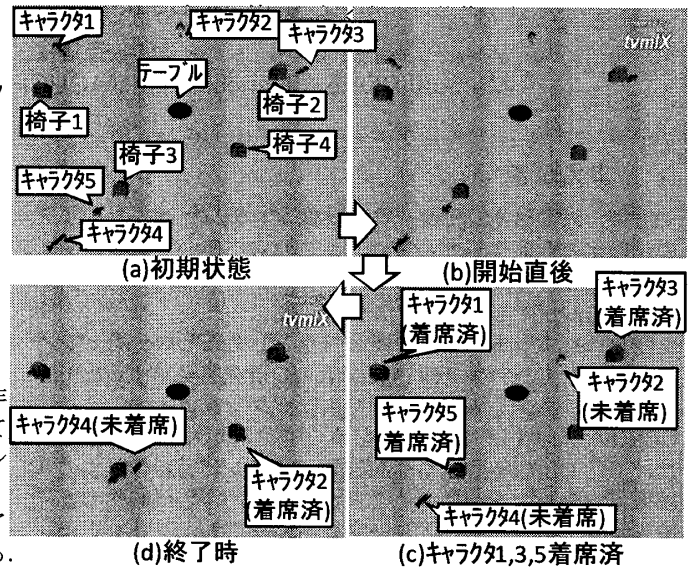 キャラクタ1
キャラクタ2
キャラクタ3
テーブル
椅子1
椅子2
椅子3
椅子4
キャラクタ5
キャラクタ4
(a)初期状態
tvmlX
(b)開始直後
tvmlX
キャラクタ4(未着席)
キャラクタ2
(着席済)
(d)終了時
キャラクタ1
(着席済)
キャラクタ3
(着席済)
キャラクタ2
(未着席)
キャラクタ5
(着席済)
キャラクタ4(未着席)
(c)キャラクタ1,3,5着席済